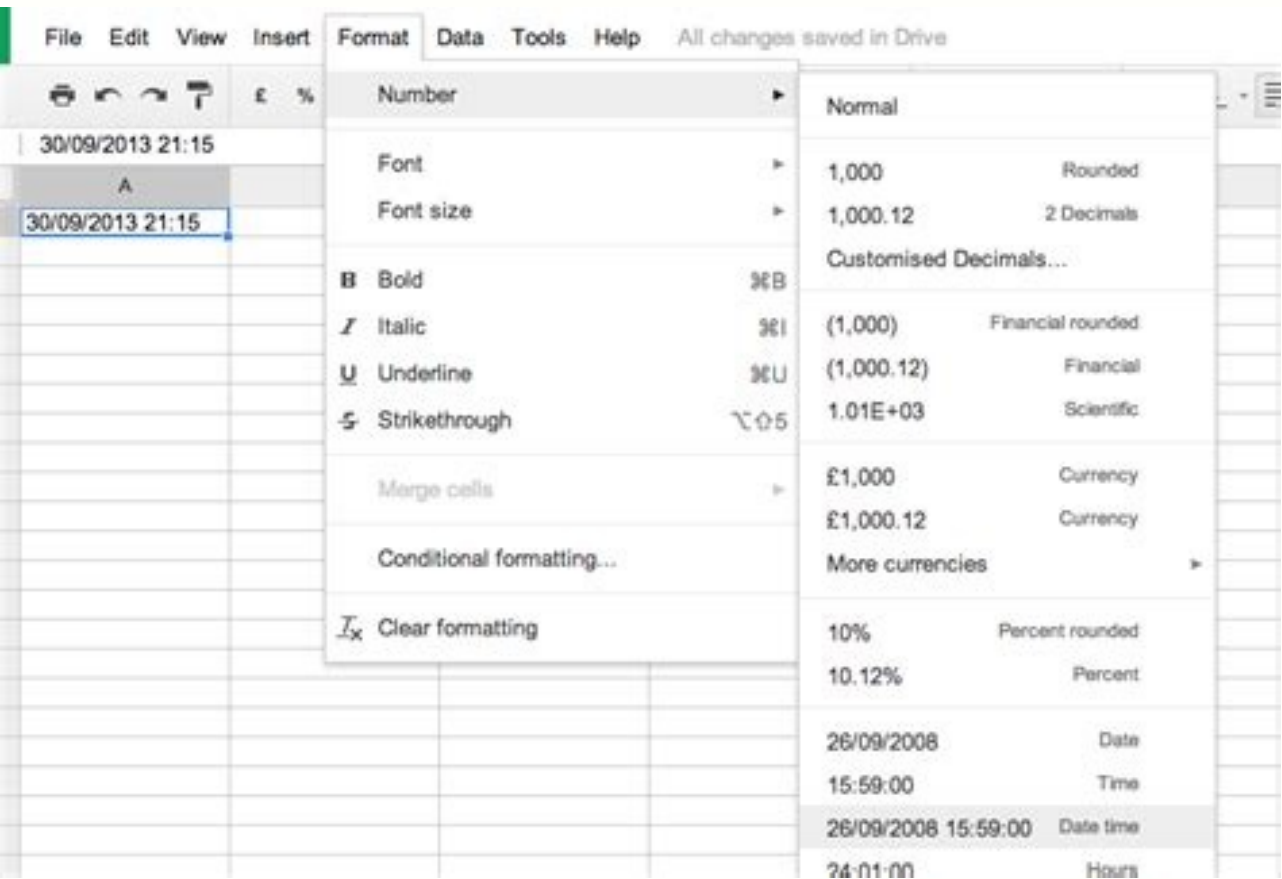 File Edit View Insert Format Data Tools Help All changes saved in Drive
£ %
30/09/2013 21:15
A
30/09/2013 21:15
Number
Font
Font size
B Bold ⌘B
I Italic ⌘I
U Underline ⌘U
S Strikethrough ⌥⇧5
Merge cells
Conditional formatting...
Clear formatting
Normal
1,000 Rounded
1,000.12 2 Decimals
Customised Decimals...
(1,000) Financial rounded
(1,000.12) Financial
1.01E+03 Scientific
£1,000 Currency
£1,000.12 Currency
More currencies
10% Percent rounded
10.12% Percent
26/09/2008 Date
15:59:00 Time
26/09/2008 15:59:00 Date time
24:01:00 Hours